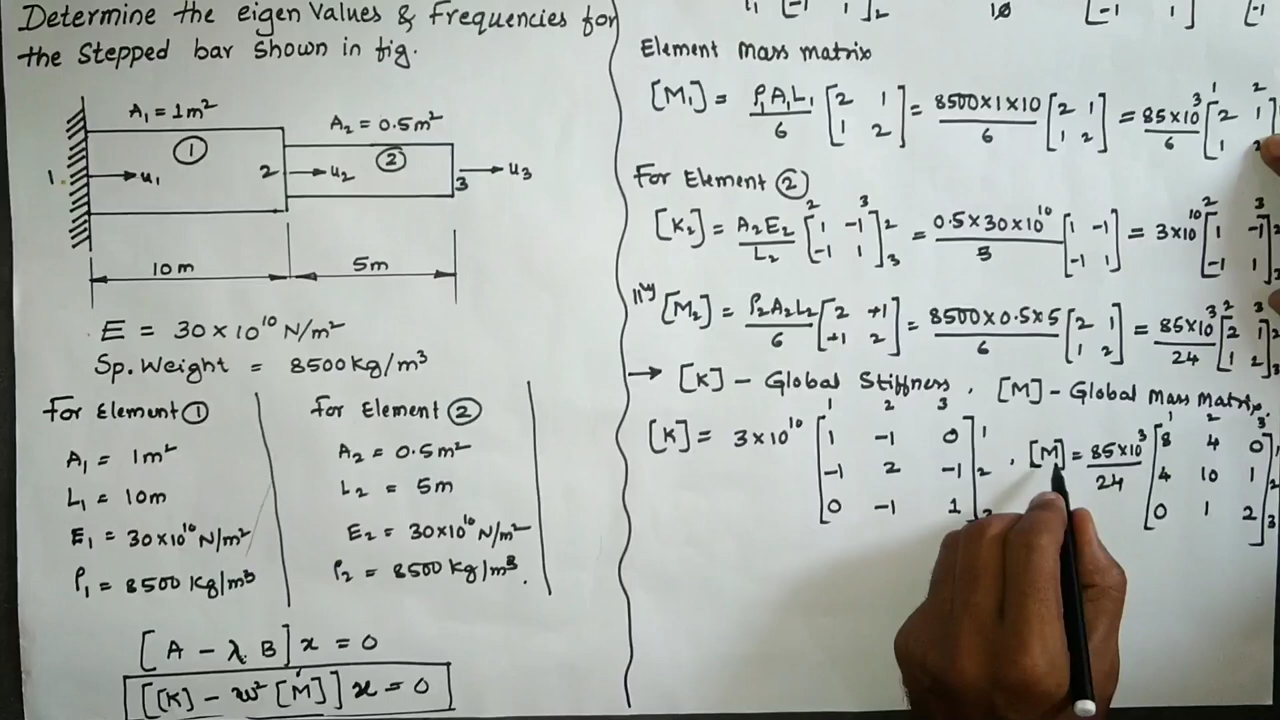 Determine the eigen values & frequencies for
the stepped bar shown in fig.
A₁ = 1m²
A₂ = 0.5m²
① ②
1. → u₁ 2 → u₂ 3 → u₃
10m 5m
E = 30×10¹⁰ N/m²
Sp. Weight = 8500 kg/m³
For Element ①
A₁ = 1m²
L₁ = 10m
E₁ = 30×10¹⁰ N/m²
ρ₁ = 8500 kg/m³
For Element ②
A₂ = 0.5m²
L₂ = 5m
E₂ = 30×10¹⁰ N/m²
ρ₂ = 8500 kg/m³.
[A - λ B] x = 0
[[K] - ω² [M]] x = 0
Element mass matrix
[M₁] = ρ₁A₁L₁/6 [2 1; 1 2] = 8500×1×10/6 [2 1; 1 2] = 85×10³/6 [2 1; 1 2]
For Element ②
[K₂] = A₂E₂/L₂ [1 -1; -1 1] = 0.5×30×10¹⁰/5 [1 -1; -1 1] = 3×10¹⁰ [1 -1; -1 1]
|||ly [M₂] = ρ₂A₂L₂/6 [2 +1; +1 2] = 8500×0.5×5/6 [2 1; 1 2] = 85×10³/24 [2 1; 1 2]
→ [K] - Global Stiffness, [M] - Global Mass Matrix.
[K] = 3×10¹⁰ [1 -1 0; -1 2 -1; 0 -1 1], [M] = 85×10³/24 [8 4 0; 4 10 1; 0 1 2]